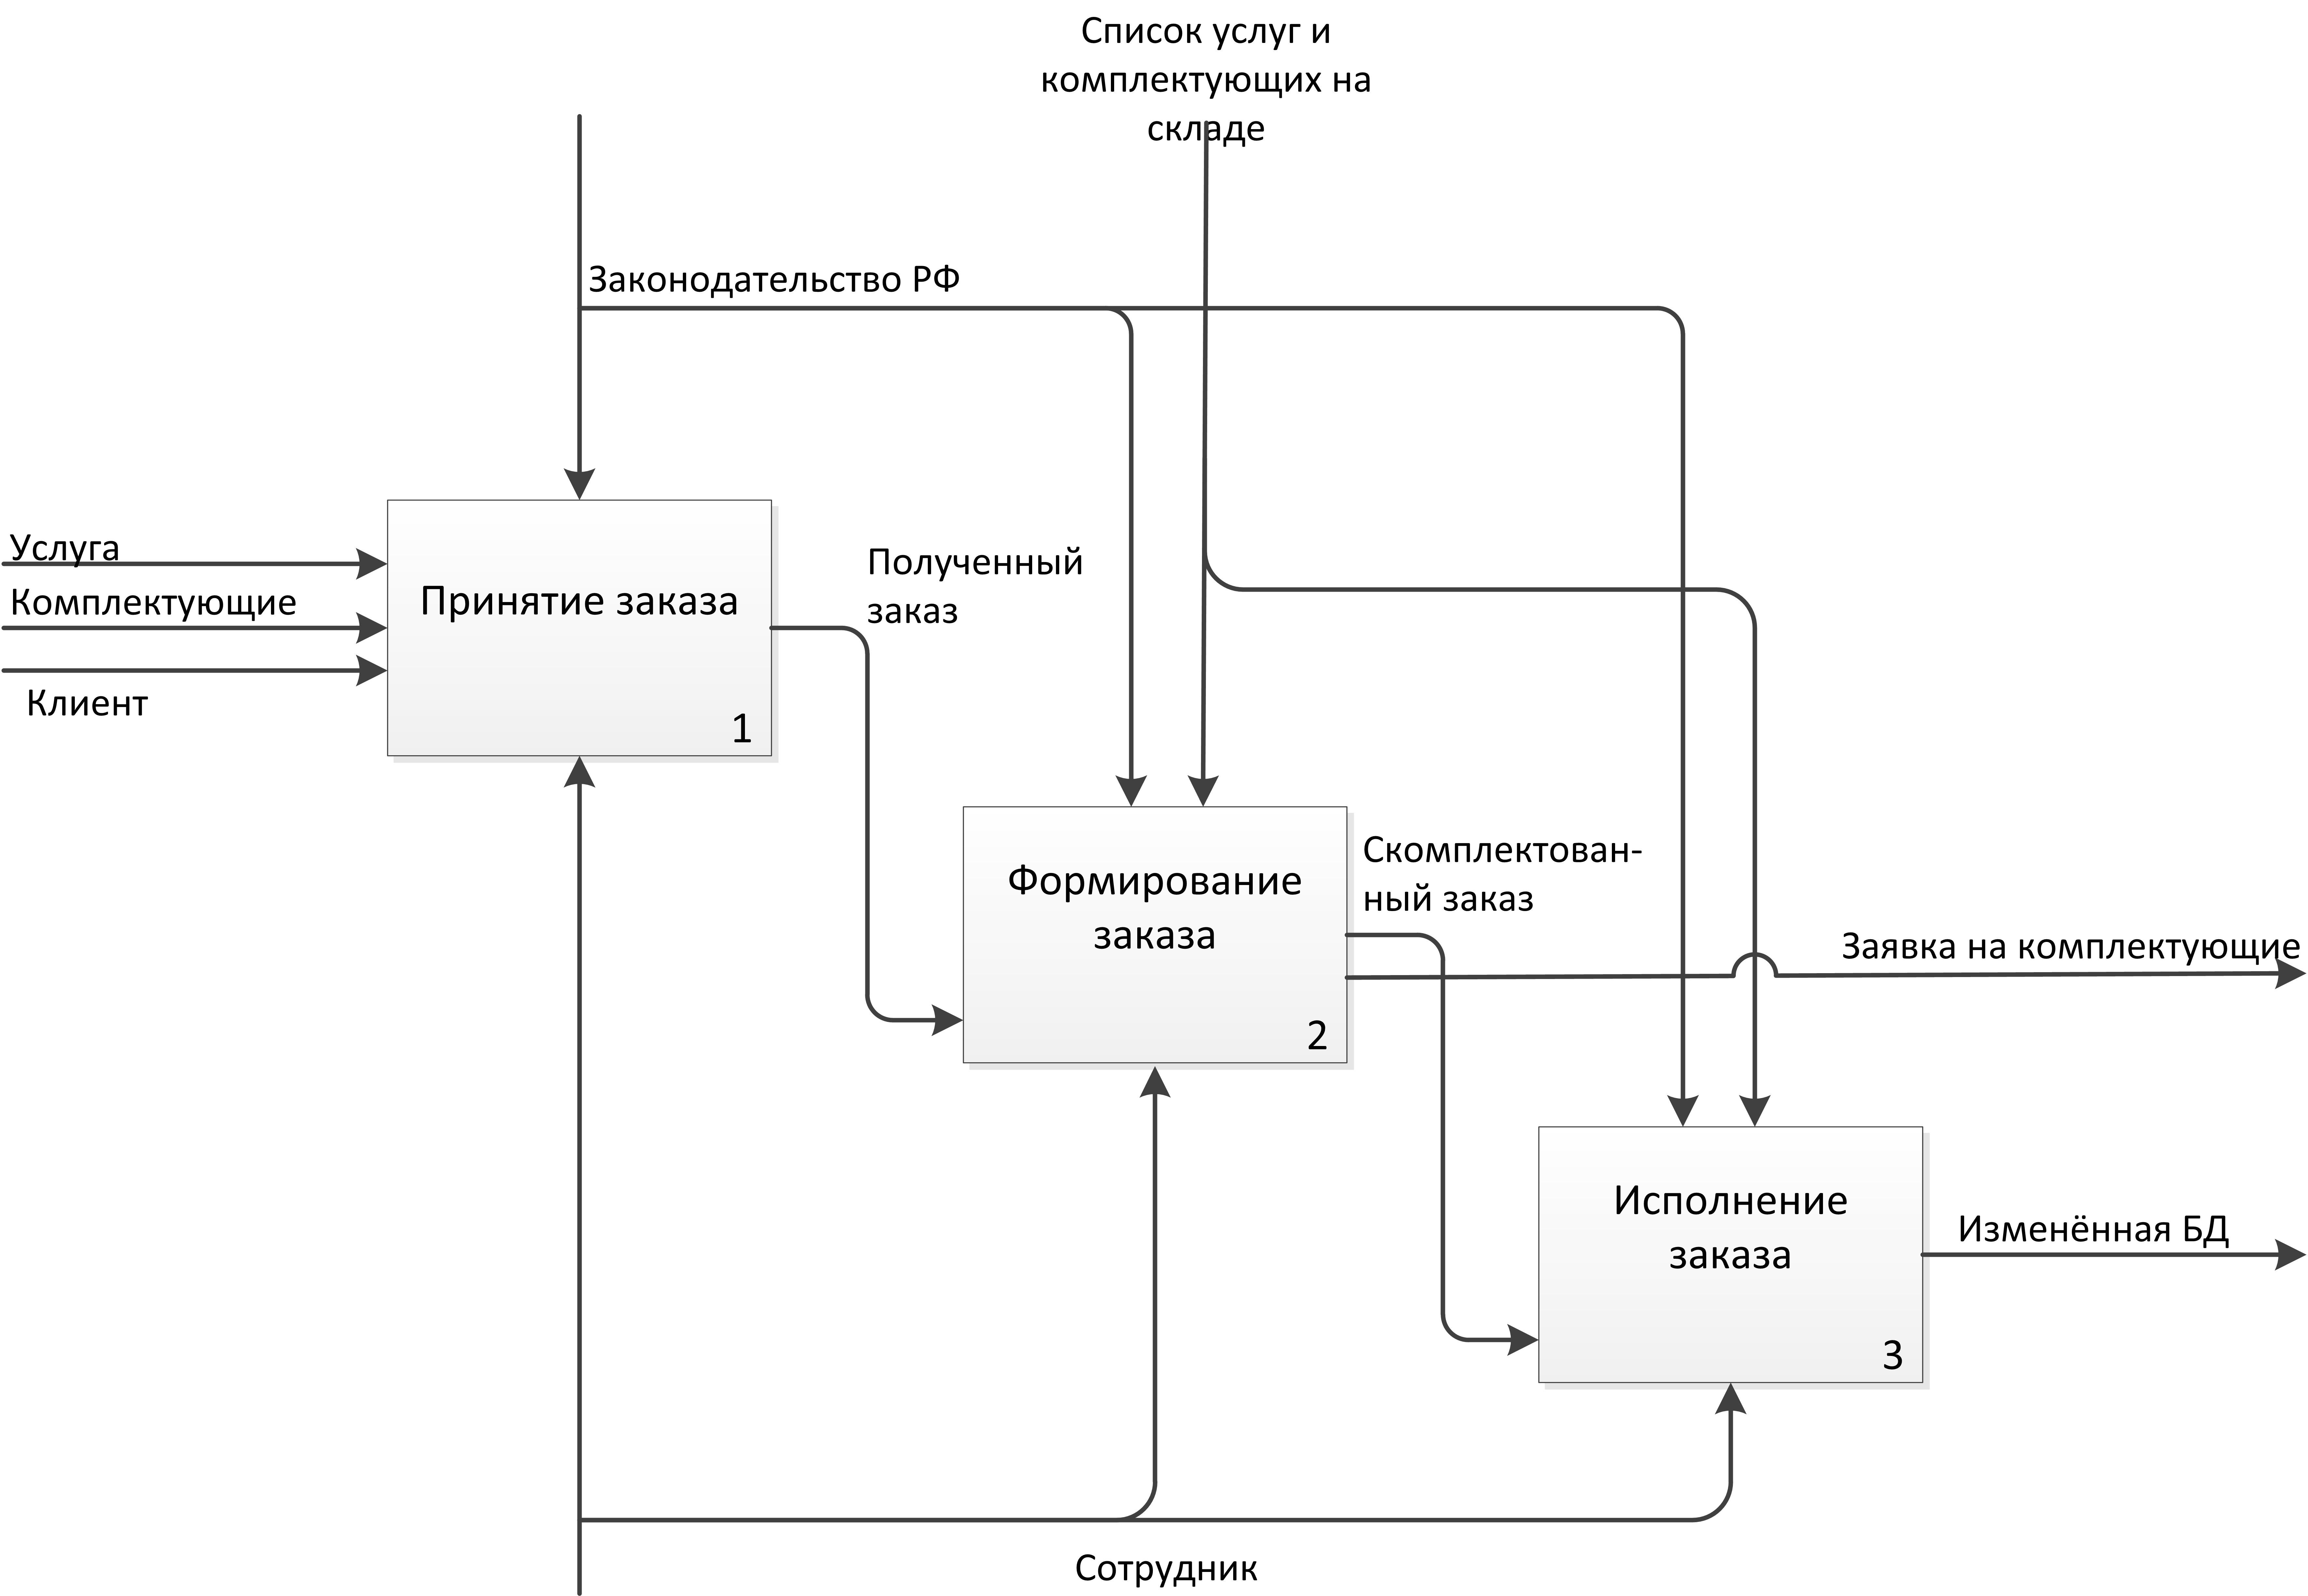 Список услуг и
комплектующих на
складе
Законодательство РФ
Услуга
Комплектующие
Клиент
Принятие заказа
1
Полученный
заказ
Формирование
заказа
2
Скомплектован-
ный заказ
Заявка на комплектующие
Исполнение
заказа
3
Изменённая БД
Сотрудник